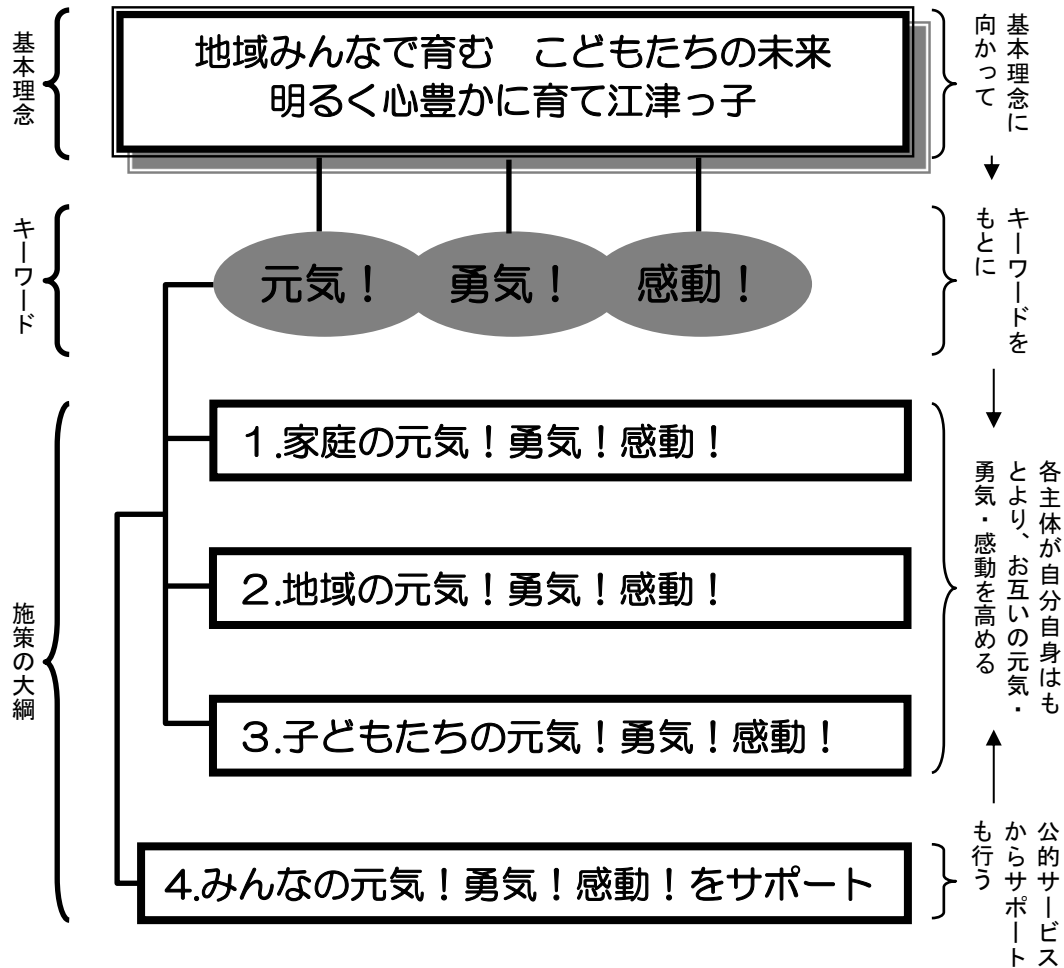 基本理念
地域みんなで育む　こどもたちの未来
明るく心豊かに育て江津っ子
基本理念に
向かって
キーワード
元気！
勇気！
感動！
キーワードを
もとに
施策の大綱
１.家庭の元気！勇気！感動！
２.地域の元気！勇気！感動！
３.子どもたちの元気！勇気！感動！
各主体が自分自身はも
とより、お互いの元気・
勇気・感動を高める
４.みんなの元気！勇気！感動！をサポート
公的サービス
からサポート
も行う